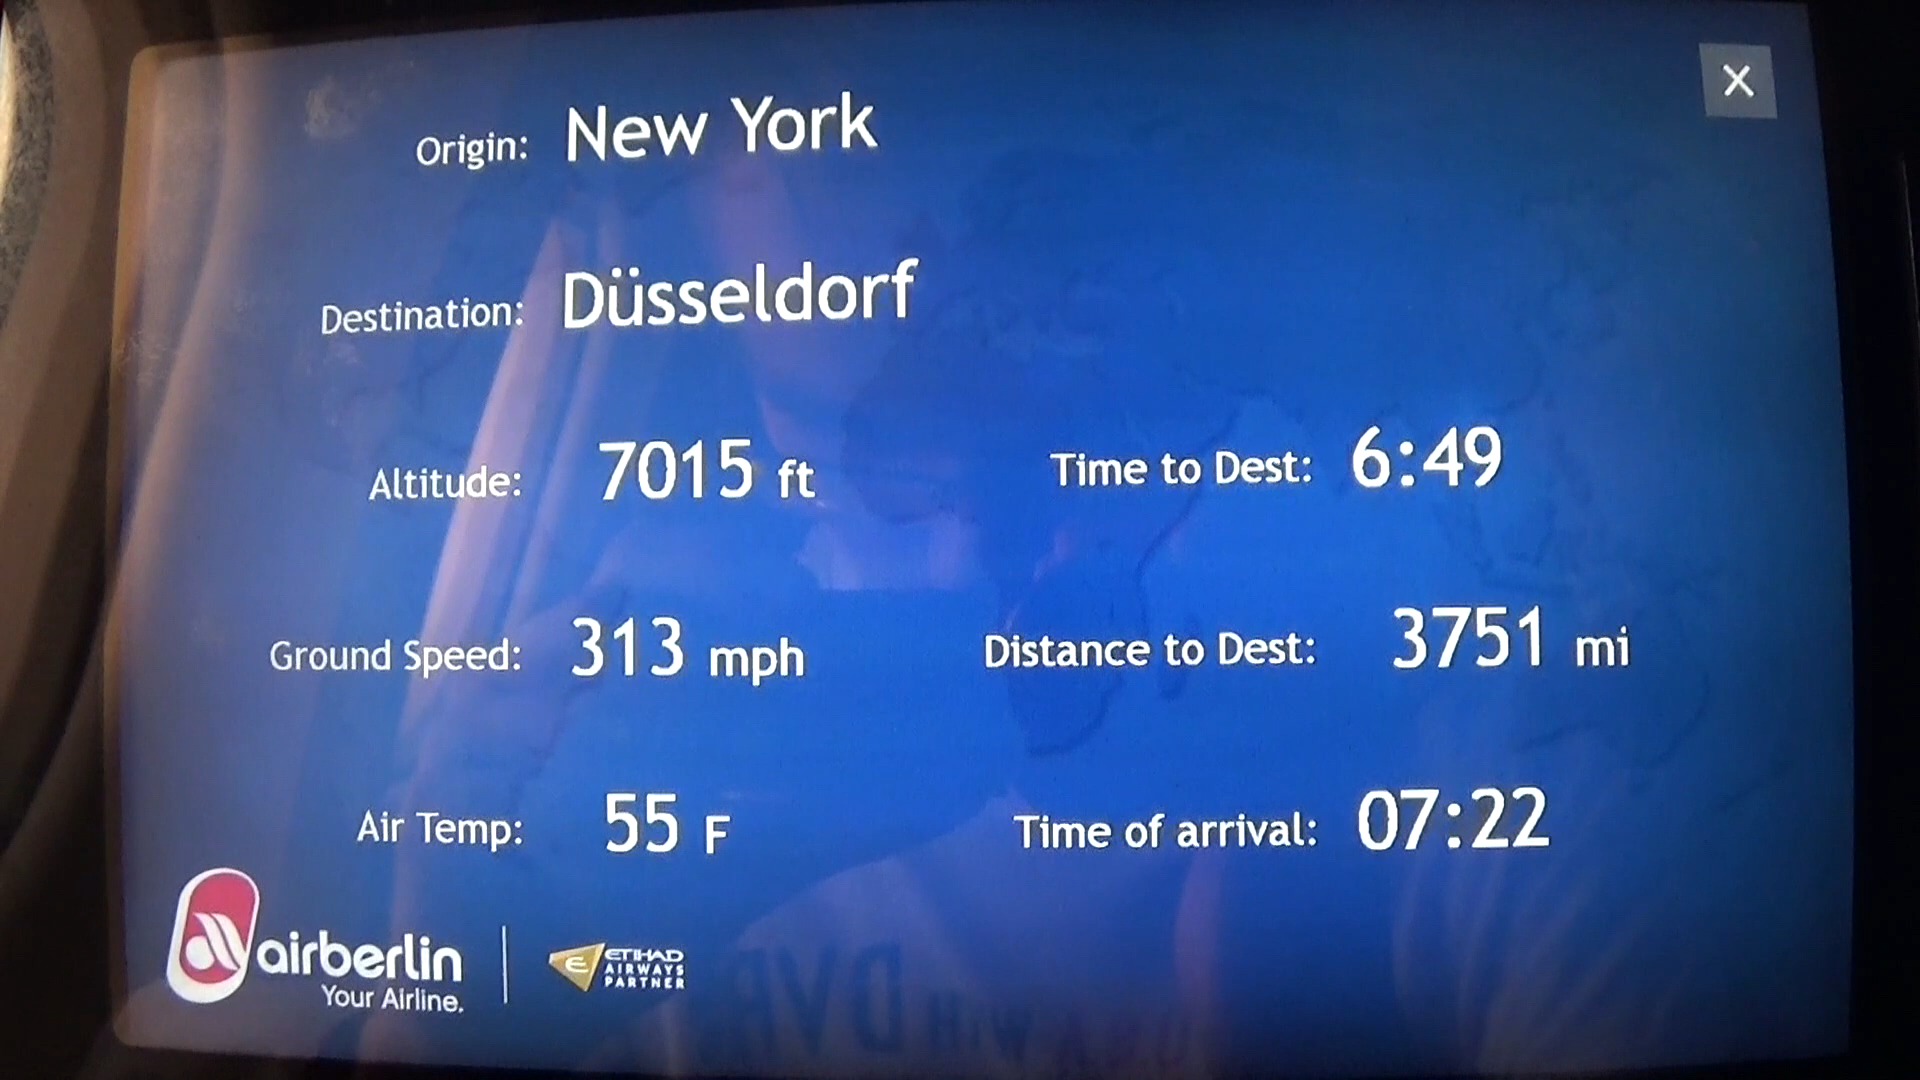 X
Origin: New York
Destination: Düsseldorf
Altitude: 7015 ft
Time to Dest: 6:49
Ground Speed: 313 mph
Distance to Dest: 3751 mi
Air Temp: 55 F
Time of arrival: 07:22
airberlin
Your Airline.
ETIHAD
AIRWAYS
PARTNER